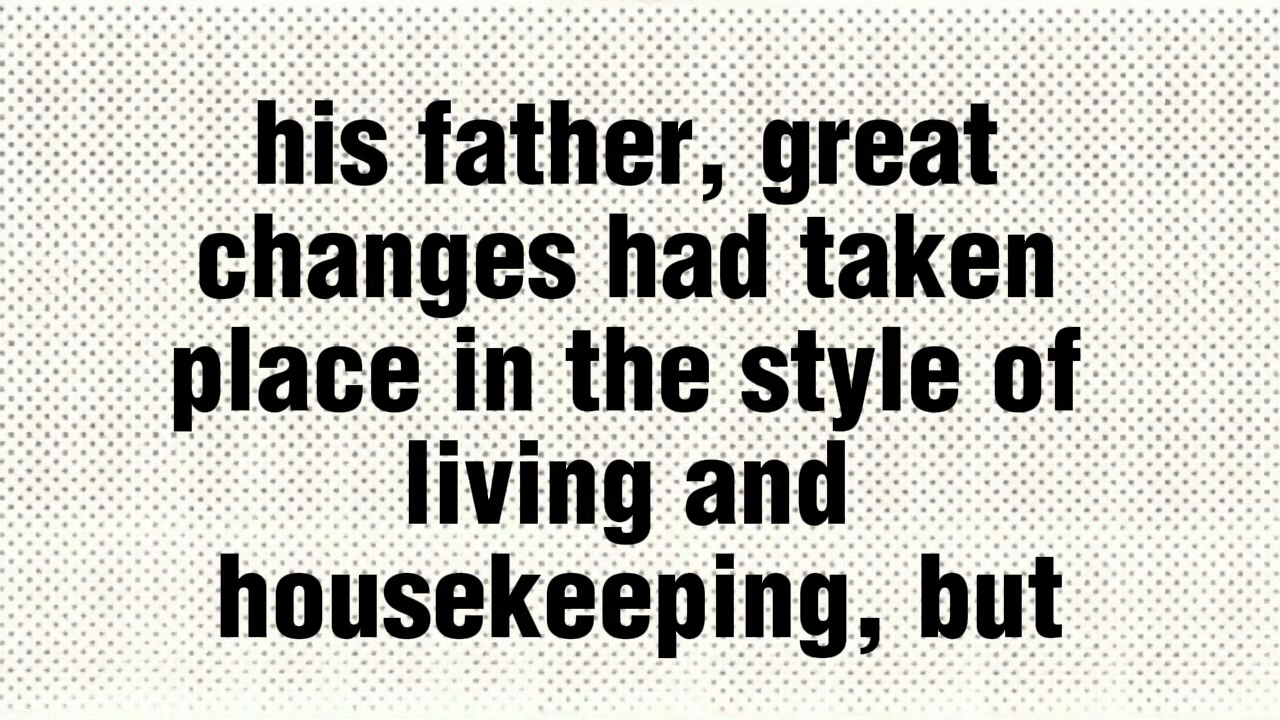 his father, great
changes had taken
place in the style of
living and
housekeeping, but